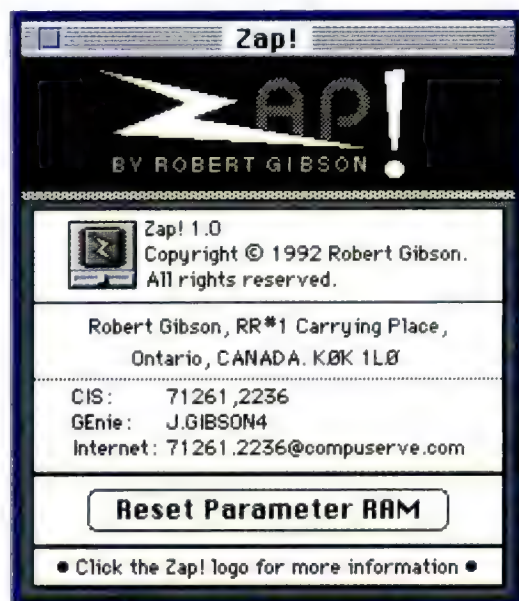 Zap!
ZAP!
BY ROBERT GIBSON
Zap! 1.0
Copyright © 1992 Robert Gibson.
All rights reserved.
Robert Gibson, RR#1 Carrying Place,
Ontario, CANADA. KØK 1LØ
CIS: 71261,2236
GEnie: J.GIBSON4
Internet: 71261.2236@compuserve.com
Reset Parameter RAM
• Click the Zap! logo for more information •